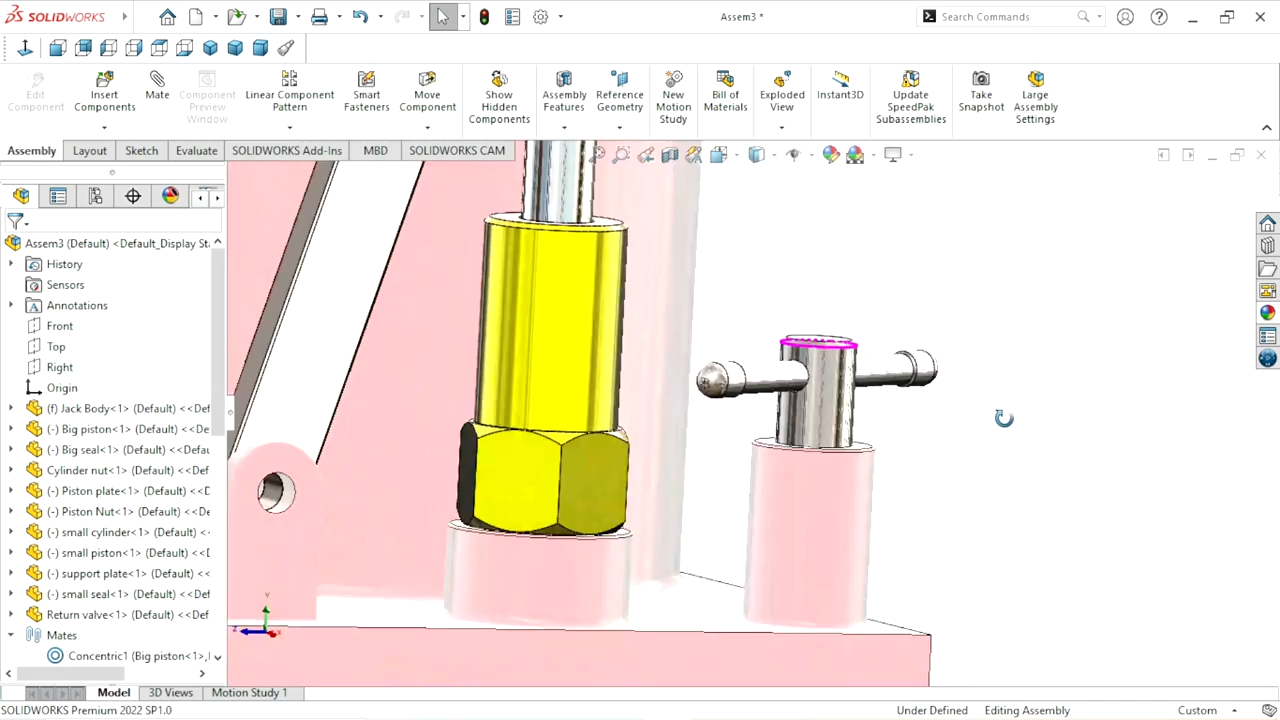 SOLIDWORKS
Assem3 *
Search Commands
Edit Component
Insert Components
Mate
Component Preview Window
Linear Component Pattern
Smart Fasteners
Move Component
Show Hidden Components
Assembly Features
Reference Geometry
New Motion Study
Bill of Materials
Exploded View
Instant3D
Update SpeedPak Subassemblies
Take Snapshot
Large Assembly Settings
Assembly
Layout
Sketch
Evaluate
SOLIDWORKS Add-Ins
MBD
SOLIDWORKS CAM
Assem3 (Default) <Default_Display St
History
Sensors
Annotations
Front
Top
Right
Origin
(f) Jack Body<1> (Default) <<Def
(-) Big piston<1> (Default) <<De
(-) Big seal<1> (Default) <<Defau
Cylinder nut<1> (Default) <<Def
(-) Piston plate<1> (Default) <<D
(-) Piston Nut<1> (Default) <<D
(-) small cylinder<1> (Default) <
(-) small piston<1> (Default) <<
(-) support plate<1> (Default) <
(-) small seal<1> (Default) <<De
Return valve<1> (Default) <<Def
Mates
Concentric1 (Big piston<1>,
Y
Z
X
Model
3D Views
Motion Study 1
SOLIDWORKS Premium 2022 SP1.0
Under Defined
Editing Assembly
Custom